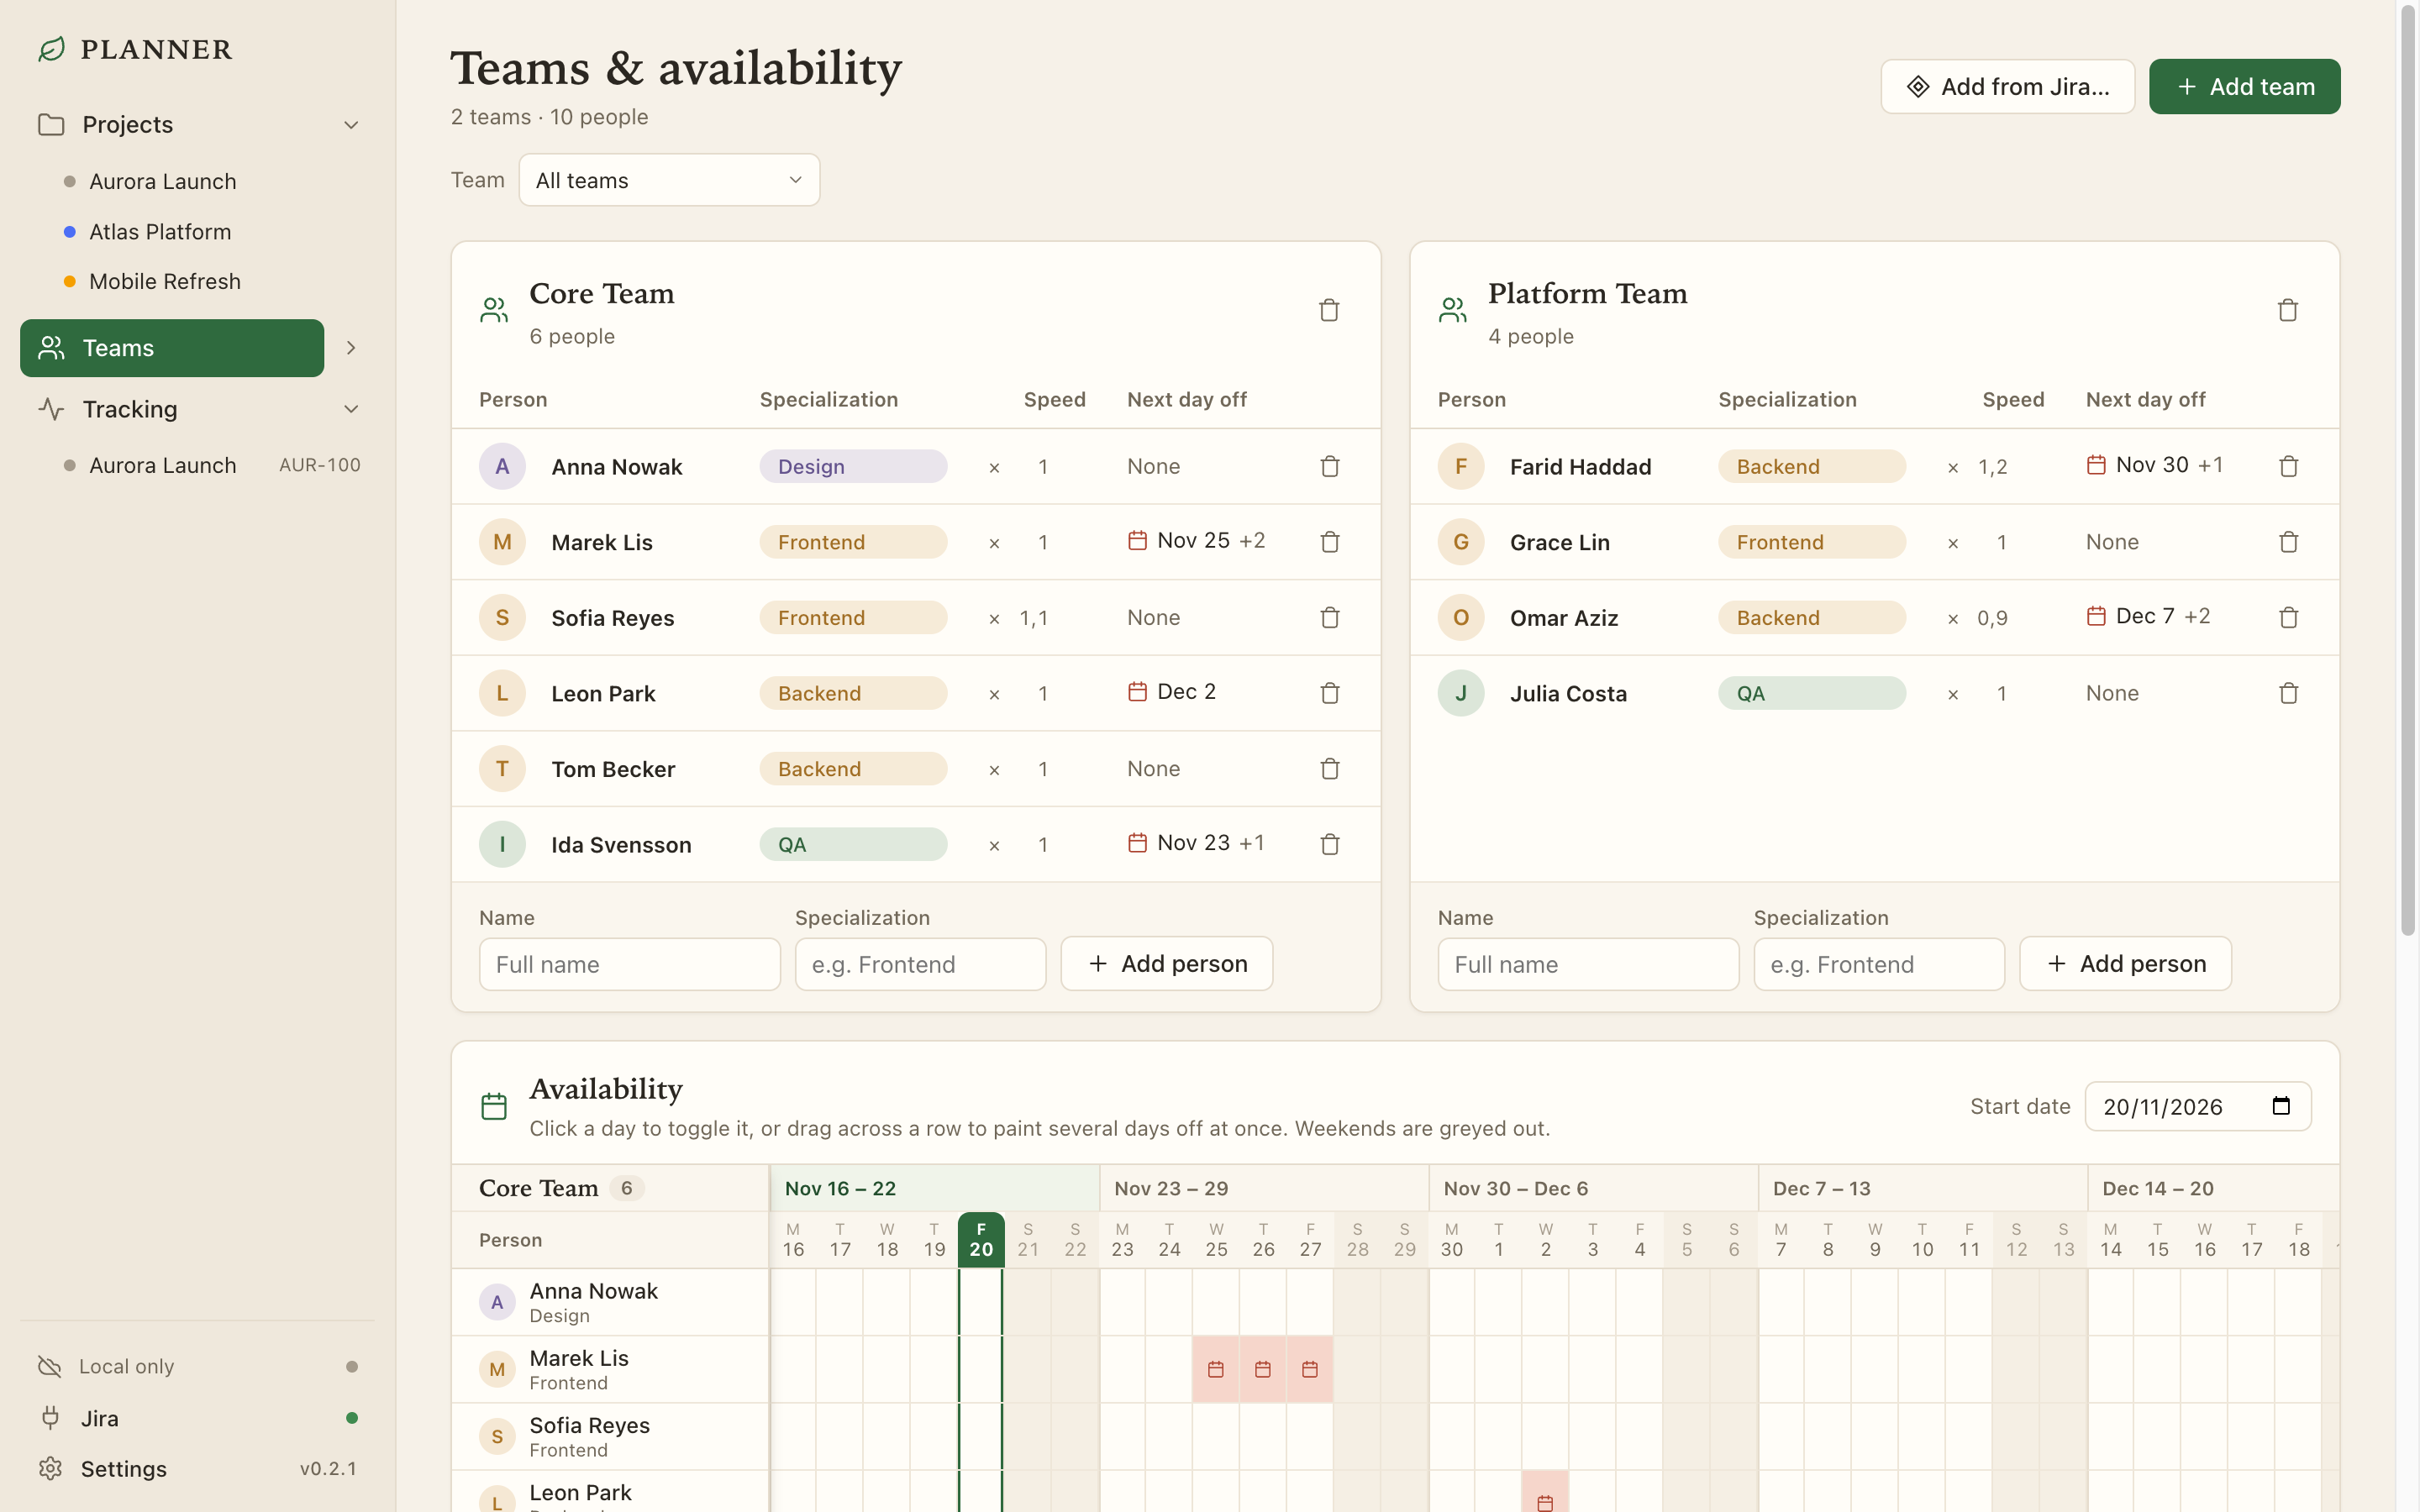 PLANNER
Projects
Aurora Launch
Atlas Platform
Mobile Refresh
Teams
Tracking
Aurora Launch AUR-100
Local only
Jira
Settings v0.2.1
Teams & availability
2 teams · 10 people
Add from Jira...
+ Add team
Team All teams
Core Team
6 people
Person Specialization Speed Next day off
A Anna Nowak Design × 1 None
M Marek Lis Frontend × 1 Nov 25 +2
S Sofia Reyes Frontend × 1,1 None
L Leon Park Backend × 1 Dec 2
T Tom Becker Backend × 1 None
I Ida Svensson QA × 1 Nov 23 +1
Name Specialization
Full name e.g. Frontend + Add person
Platform Team
4 people
Person Specialization Speed Next day off
F Farid Haddad Backend × 1,2 Nov 30 +1
G Grace Lin Frontend × 1 None
O Omar Aziz Backend × 0,9 Dec 7 +2
J Julia Costa QA × 1 None
Name Specialization
Full name e.g. Frontend + Add person
Availability
Click a day to toggle it, or drag across a row to paint several days off at once. Weekends are greyed out.
Start date 20/11/2026
Core Team 6 Nov 16 – 22 Nov 23 – 29 Nov 30 – Dec 6 Dec 7 – 13 Dec 14 – 20
M T W T F S S M T W T F S S M T W T F S S M T W T F S S M T W T F
Person 16 17 18 19 20 21 22 23 24 25 26 27 28 29 30 1 2 3 4 5 6 7 8 9 10 11 12 13 14 15 16 17 18
A Anna Nowak
Design
M Marek Lis
Frontend
S Sofia Reyes
Frontend
L Leon Park